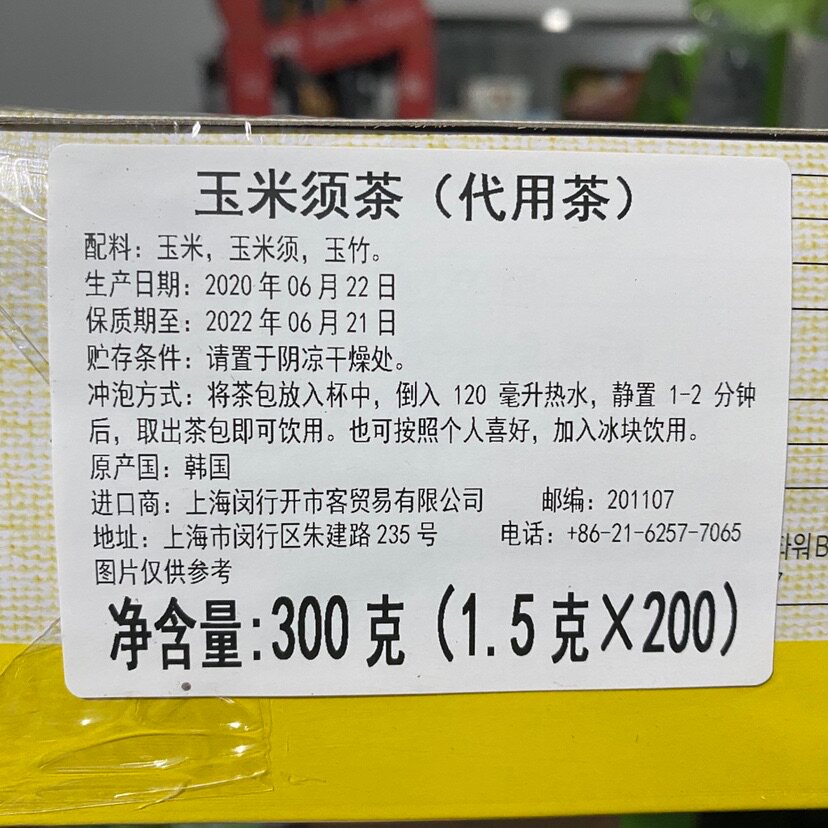 玉米须茶（代用茶）
配料：玉米，玉米须，玉竹。
生产日期：2020年06月22日
保质期至：2022年06月21日
贮存条件：请置于阴凉干燥处。
冲泡方式：将茶包放入杯中，倒入 120 毫升热水，静置 1-2 分钟
后，取出茶包即可饮用。也可按照个人喜好，加入冰块饮用。
原产国：韩国
进口商：上海闵行开市客贸易有限公司 邮编：201107
地址：上海市闵行区朱建路235号 电话：+86-21-6257-7065
图片仅供参考
净含量:300克（1.5克×200）
파워B